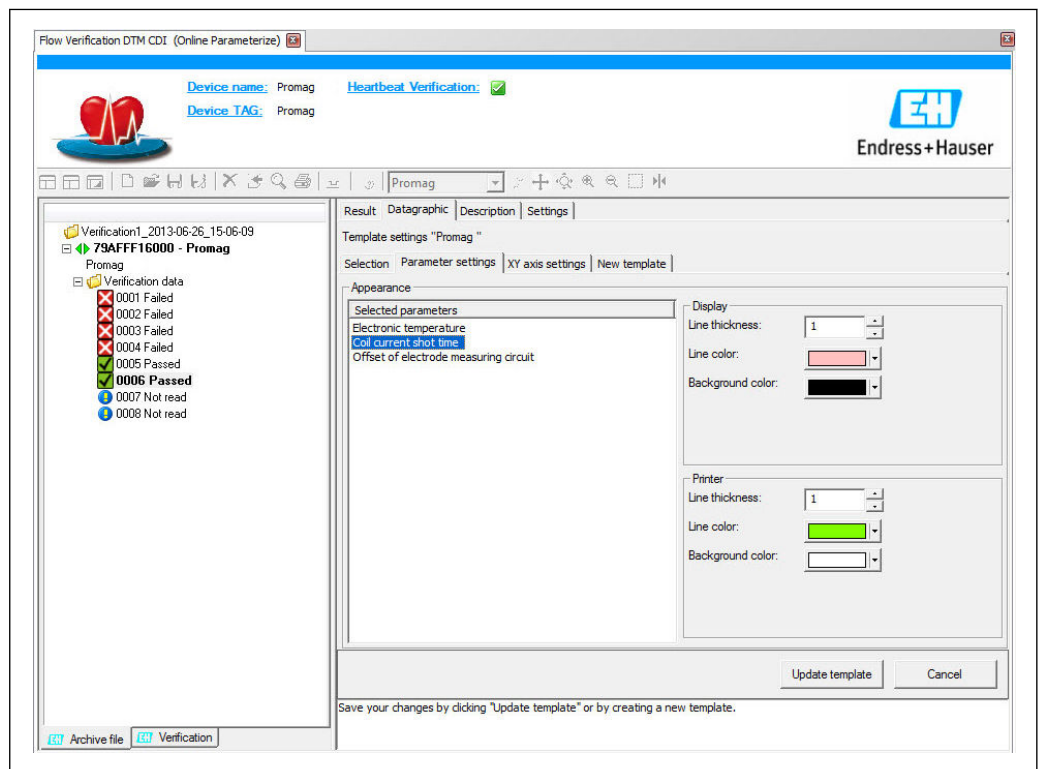 Flow Verification DTM CDI (Online Parameterize)
Device name: Promag Heartbeat Verification:
Device TAG: Promag
EH
Endress+Hauser
Promag
Verification1_2013-06-26_15-06-09
79AFFF16000 - Promag
Promag
Verification data
0001 Failed
0002 Failed
0003 Failed
0004 Failed
0005 Passed
0006 Passed
0007 Not read
0008 Not read
Archive file Verification
Result Datagraphic Description Settings
Template settings "Promag "
Selection Parameter settings XY axis settings New template
Appearance
Selected parameters
Electronic temperature
Coil current shot time
Offset of electrode measuring circuit
Display
Line thickness: 1
Line color:
Background color:
Printer
Line thickness: 1
Line color:
Background color:
Update template Cancel
Save your changes by clicking "Update template" or by creating a new template.